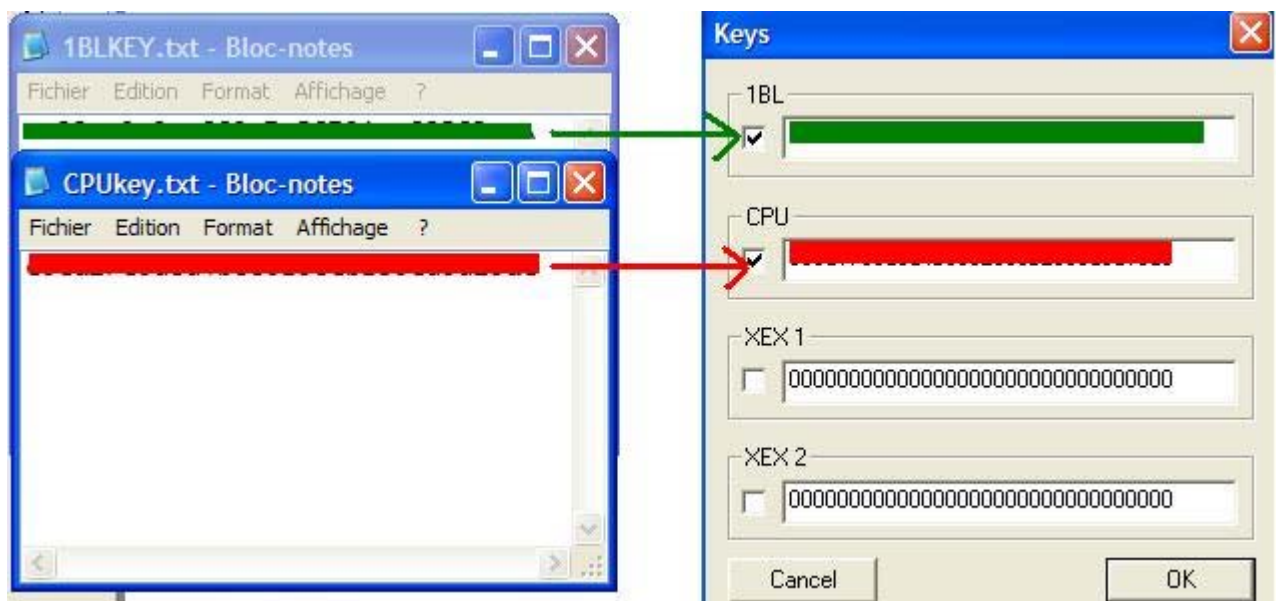 1BLKEY.txt - Bloc-notes
Fichier Edition Format Affichage ?
CPUkey.txt - Bloc-notes
Fichier Edition Format Affichage ?
Keys
1BL
CPU
XEX 1
00000000000000000000000000000000
XEX 2
00000000000000000000000000000000
Cancel
OK